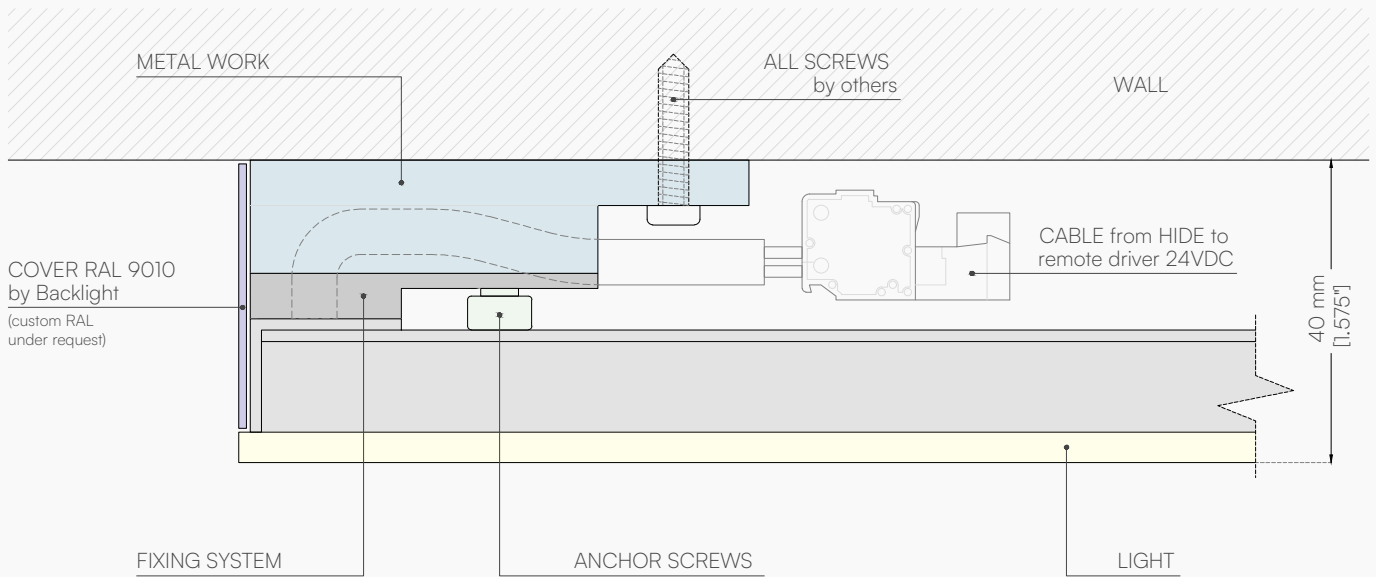 METAL WORK
ALL SCREWS
by others
WALL
CABLE from HIDE to
remote driver 24VDC
COVER RAL 9010
by Backlight
(custom RAL
under request)
40 mm
[1.575"]
FIXING SYSTEM
ANCHOR SCREWS
LIGHT